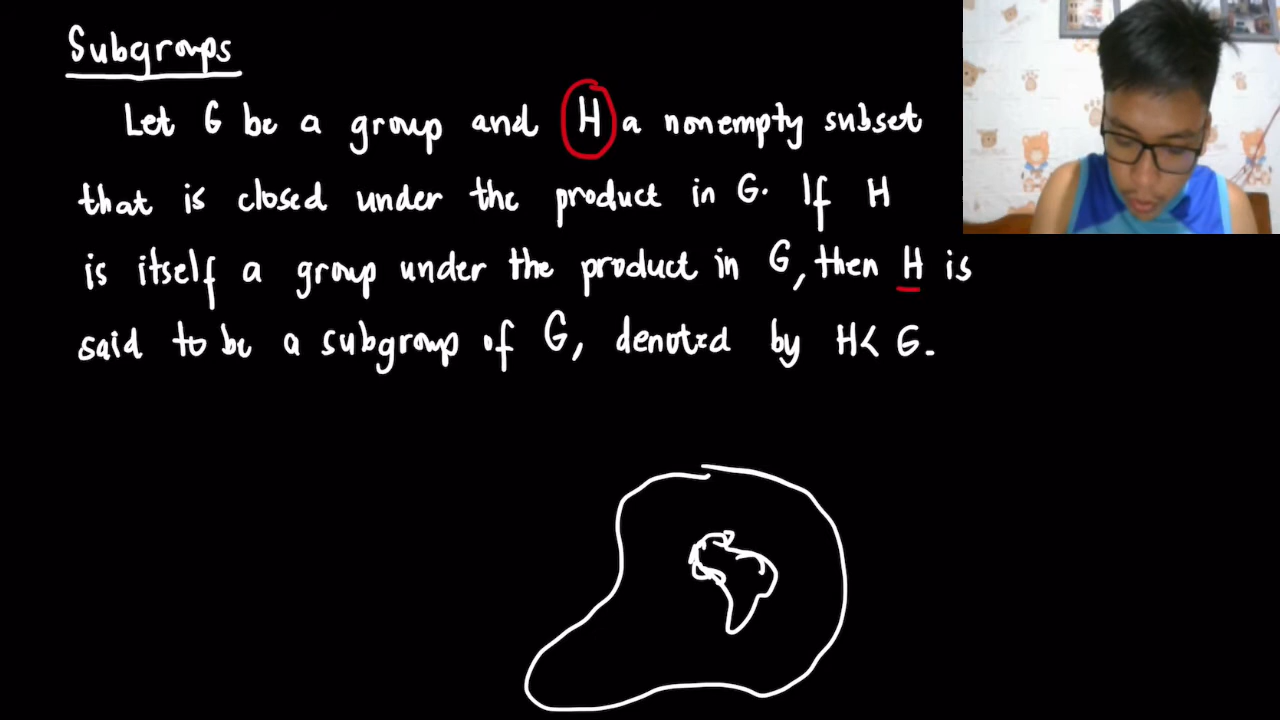 Subgroups
Let G be a group and H a nonempty subset
that is closed under the product in G. If H
is itself a group under the product in G, then H is
said to be a subgroup of G, denoted by H< G.